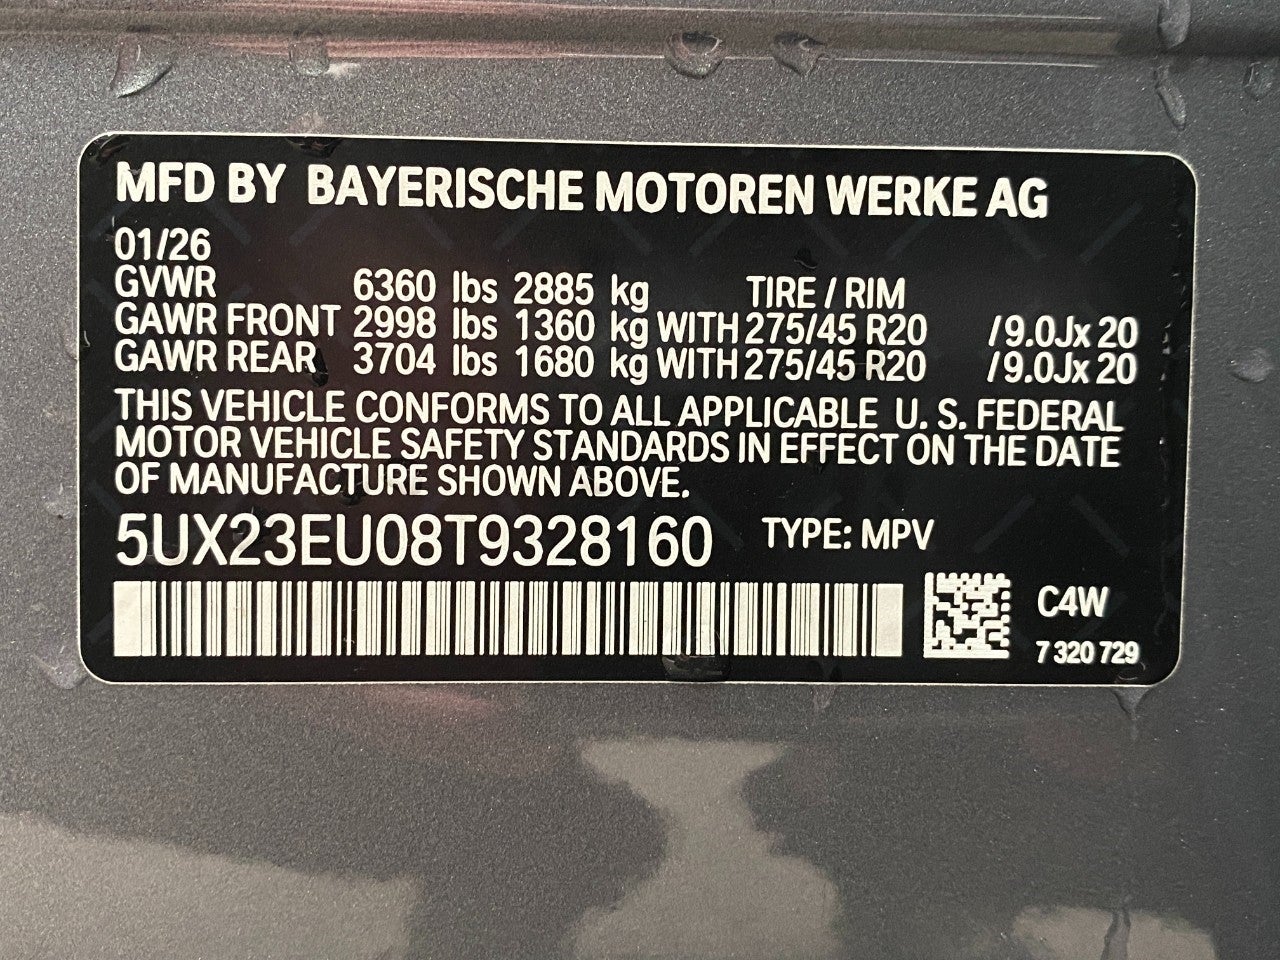 MFD BY BAYERISCHE MOTOREN WERKE AG
01/26
GVWR 6360 lbs 2885 kg TIRE / RIM
GAWR FRONT 2998 lbs 1360 kg WITH 275/45 R20 /9.0Jx 20
GAWR REAR 3704 lbs 1680 kg WITH 275/45 R20 /9.0Jx 20
THIS VEHICLE CONFORMS TO ALL APPLICABLE U. S. FEDERAL
MOTOR VEHICLE SAFETY STANDARDS IN EFFECT ON THE DATE
OF MANUFACTURE SHOWN ABOVE.
5UX23EU08T9328160 TYPE: MPV
C4W
7 320 729